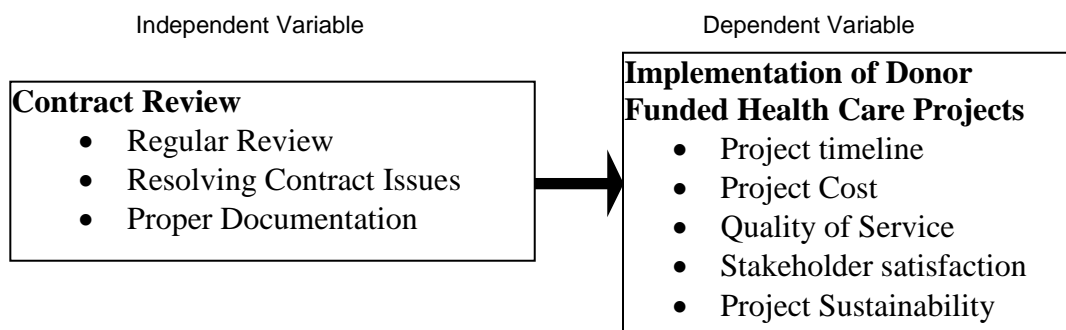 Independent Variable
Dependent Variable
Contract Review
• Regular Review
• Resolving Contract Issues
• Proper Documentation
Implementation of Donor
Funded Health Care Projects
• Project timeline
• Project Cost
• Quality of Service
• Stakeholder satisfaction
• Project Sustainability